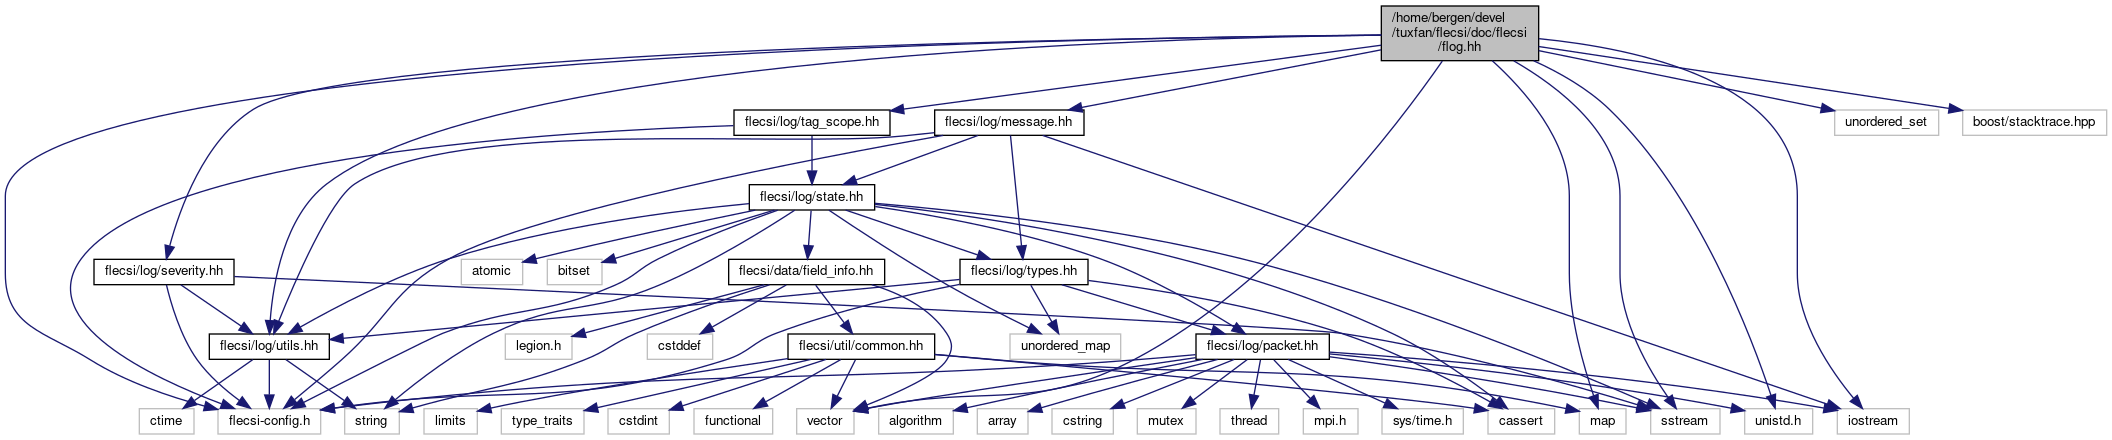 /home/bergen/devel
/tuxfan/flecsi/doc/flecsi
/flog.hh
flecsi/log/tag_scope.hh
flecsi/log/message.hh
unordered_set
boost/stacktrace.hpp
flecsi/log/state.hh
flecsi/log/severity.hh
atomic
bitset
flecsi/data/field_info.hh
flecsi/log/types.hh
flecsi/log/utils.hh
legion.h
cstddef
flecsi/util/common.hh
unordered_map
flecsi/log/packet.hh
ctime
flecsi-config.h
string
limits
type_traits
cstdint
functional
vector
algorithm
array
cstring
mutex
thread
mpi.h
sys/time.h
cassert
map
sstream
unistd.h
iostream